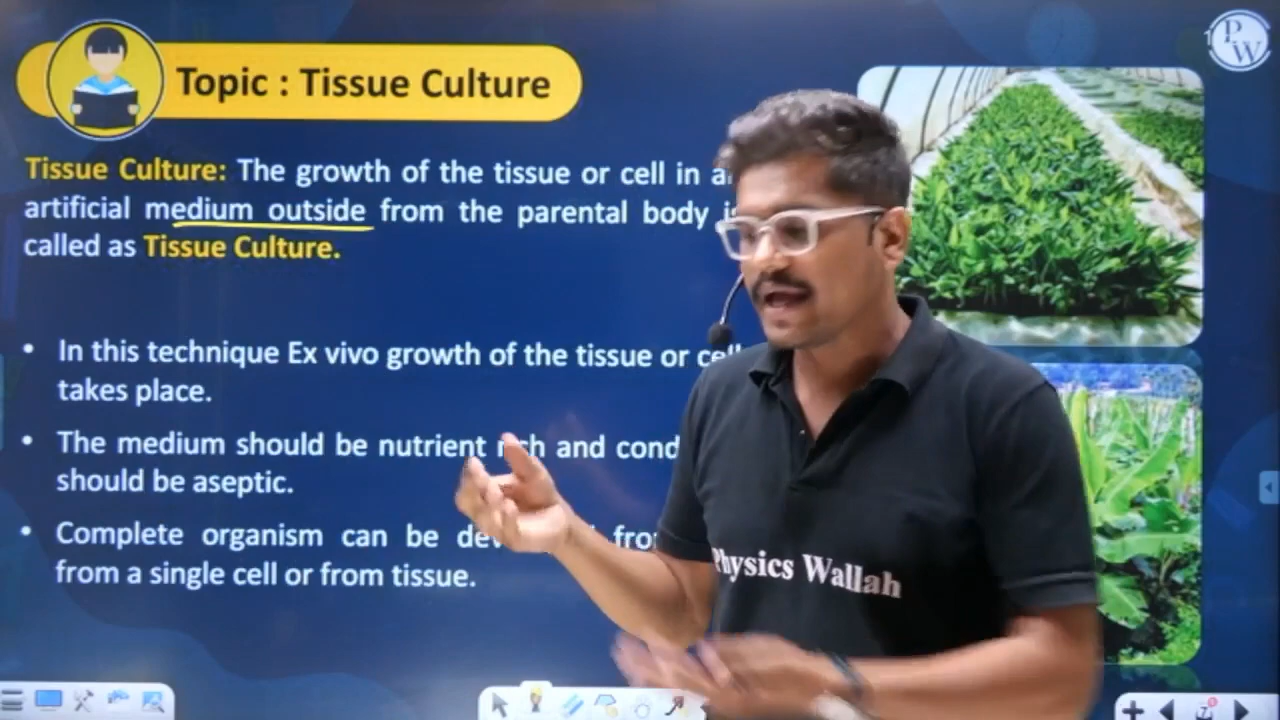 Topic : Tissue Culture
PW
Tissue Culture: The growth of the tissue or cell in
artificial medium outside from the parental body
called as Tissue Culture.
• In this technique Ex vivo growth of the tissue or
takes place.
• The medium should be nutrient and
should be aseptic.
• Complete organism can be
from a single cell or from tissue.
Physics Wallah